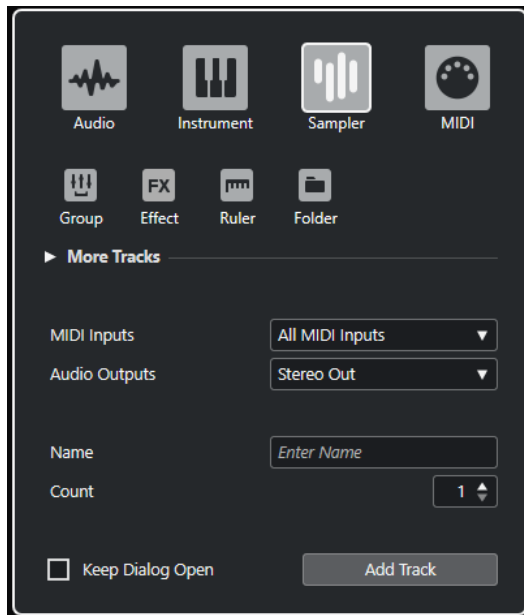 Audio Instrument Sampler MIDI
FX
Group Effect Ruler Folder
More Tracks
MIDI Inputs All MIDI Inputs
Audio Outputs Stereo Out
Name Enter Name
Count 1
Keep Dialog Open Add Track